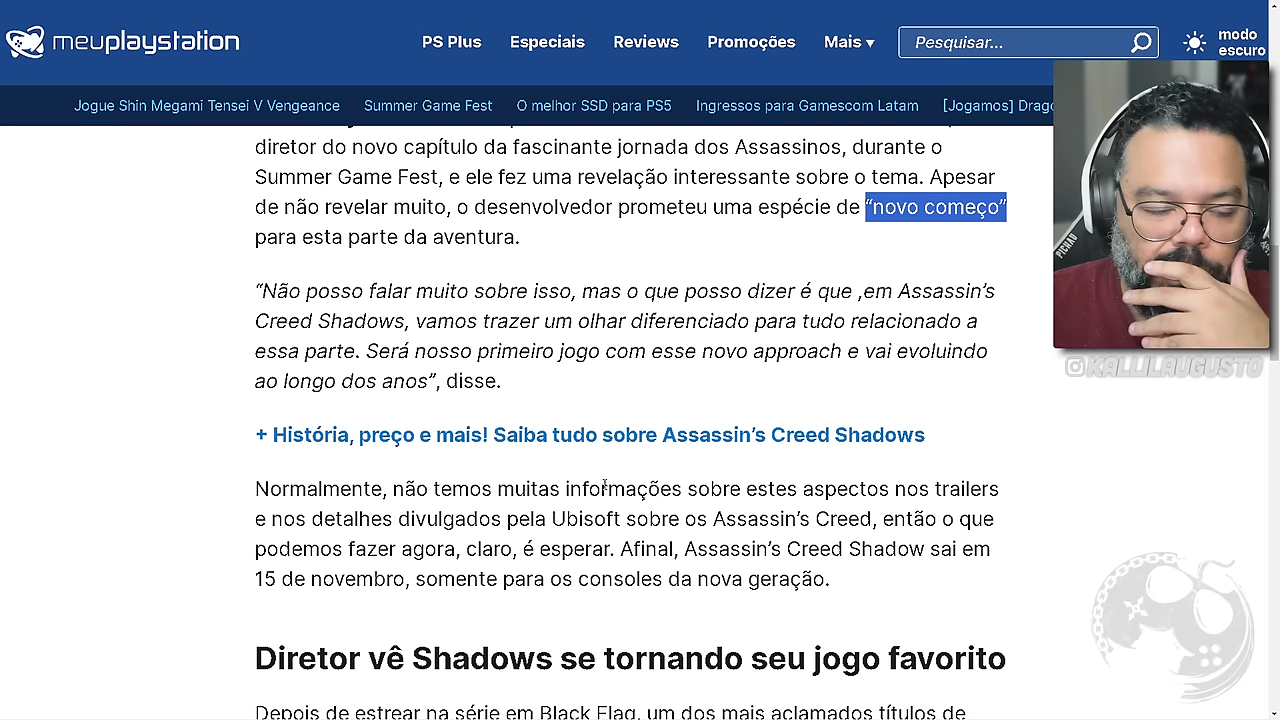 meuplaystation
PS Plus Especiais Reviews Promoções Mais ▾ Pesquisar... modo escuro
Jogue Shin Megami Tensei V Vengeance Summer Game Fest O melhor SSD para PS5 Ingressos para Gamescom Latam [Jogamos] Drago
diretor do novo capítulo da fascinante jornada dos Assassinos, durante o
Summer Game Fest, e ele fez uma revelação interessante sobre o tema. Apesar
de não revelar muito, o desenvolvedor prometeu uma espécie de “novo começo”
para esta parte da aventura.
“Não posso falar muito sobre isso, mas o que posso dizer é que ,em Assassin’s
Creed Shadows, vamos trazer um olhar diferenciado para tudo relacionado a
essa parte. Será nosso primeiro jogo com esse novo approach e vai evoluindo
ao longo dos anos”, disse.
PICHAU
@KALLILAUGUSTO
+ História, preço e mais! Saiba tudo sobre Assassin’s Creed Shadows
Normalmente, não temos muitas informações sobre estes aspectos nos trailers
e nos detalhes divulgados pela Ubisoft sobre os Assassin’s Creed, então o que
podemos fazer agora, claro, é esperar. Afinal, Assassin’s Creed Shadow sai em
15 de novembro, somente para os consoles da nova geração.
Diretor vê Shadows se tornando seu jogo favorito
Depois de estrear na série em Black Flag, um dos mais aclamados títulos de